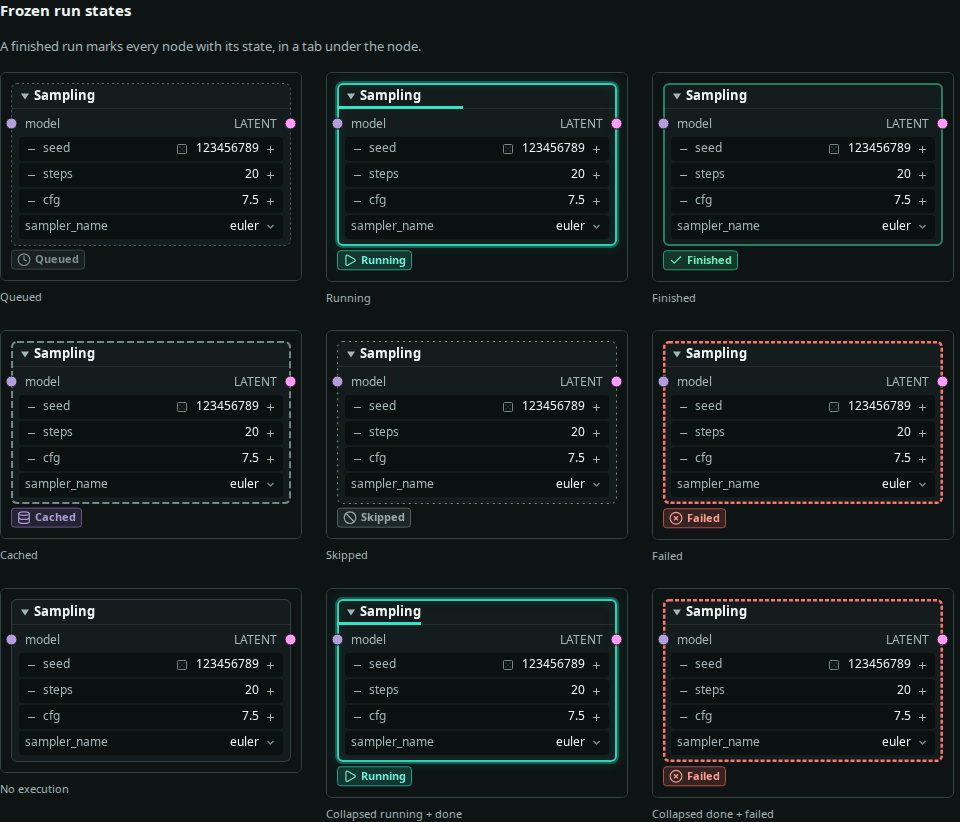 Frozen run states
A finished run marks every node with its state, in a tab under the node.
Sampling
model LATENT
– seed 123456789 +
– steps 20 +
– cfg 7.5 +
sampler_name euler
Queued
Queued
Sampling
model LATENT
– seed 123456789 +
– steps 20 +
– cfg 7.5 +
sampler_name euler
Running
Running
Sampling
model LATENT
– seed 123456789 +
– steps 20 +
– cfg 7.5 +
sampler_name euler
Finished
Finished
Sampling
model LATENT
– seed 123456789 +
– steps 20 +
– cfg 7.5 +
sampler_name euler
Cached
Cached
Sampling
model LATENT
– seed 123456789 +
– steps 20 +
– cfg 7.5 +
sampler_name euler
Skipped
Skipped
Sampling
model LATENT
– seed 123456789 +
– steps 20 +
– cfg 7.5 +
sampler_name euler
Failed
Failed
Sampling
model LATENT
– seed 123456789 +
– steps 20 +
– cfg 7.5 +
sampler_name euler
No execution
Sampling
model LATENT
– seed 123456789 +
– steps 20 +
– cfg 7.5 +
sampler_name euler
Running
Collapsed running + done
Sampling
model LATENT
– seed 123456789 +
– steps 20 +
– cfg 7.5 +
sampler_name euler
Failed
Collapsed done + failed